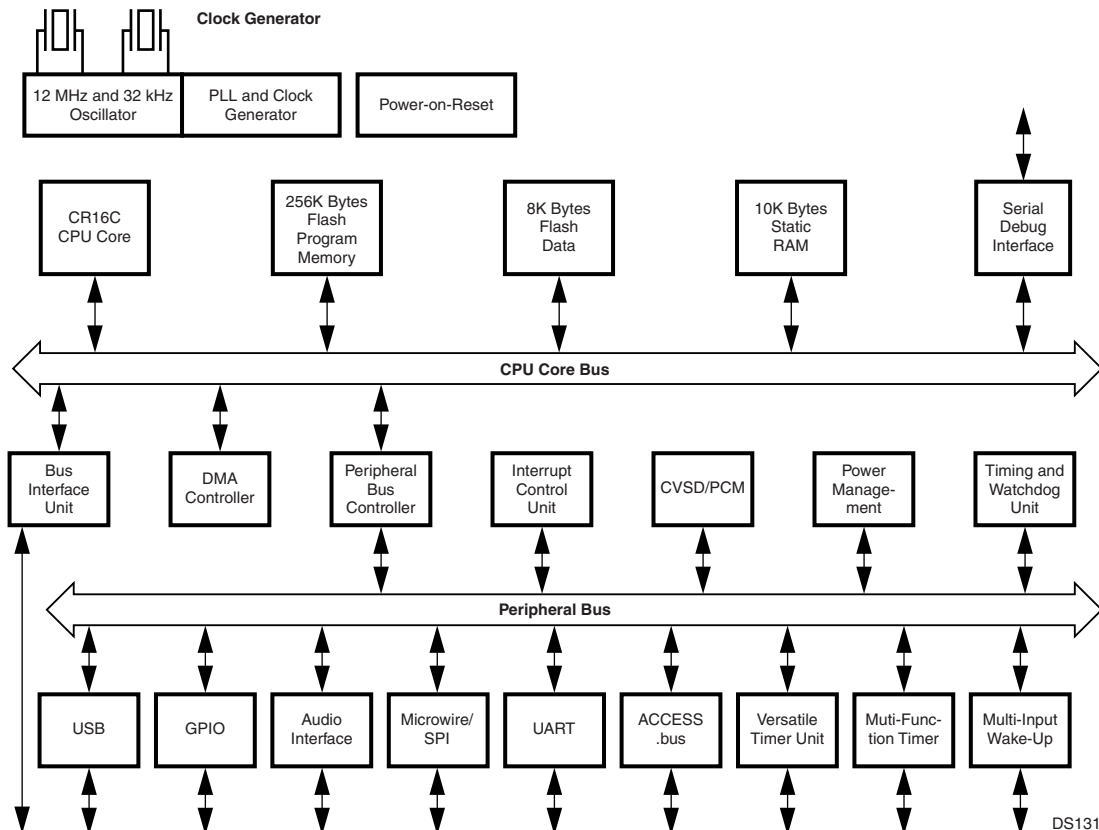 Clock Generator
12 MHz and 32 kHz
Oscillator
PLL and Clock
Generator
Power-on-Reset
CR16C
CPU Core
256K Bytes
Flash
Program
Memory
8K Bytes
Flash
Data
10K Bytes
Static
RAM
Serial
Debug
Interface
CPU Core Bus
Bus
Interface
Unit
DMA
Controller
Peripheral
Bus
Controller
Interrupt
Control
Unit
CVSD/PCM
Power
Manage-
ment
Timing and
Watchdog
Unit
Peripheral Bus
USB
GPIO
Audio
Interface
Microwire/
SPI
UART
ACCESS
.bus
Versatile
Timer Unit
Muti-Func-
tion Timer
Multi-Input
Wake-Up
DS131